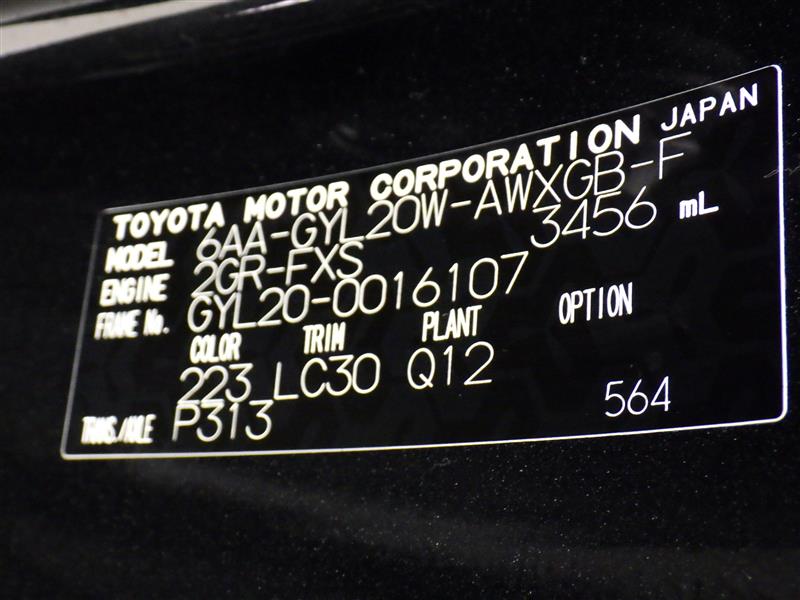 TOYOTA MOTOR CORPORATION JAPAN
MODEL 6AA-GYL20W-AWXGB-F
ENGINE 2GR-FXS 3456 mL
FRAME No. GYL20-0016107
COLOR TRIM PLANT OPTION
223 LC30 Q12
TRANS./AXLE P313 564